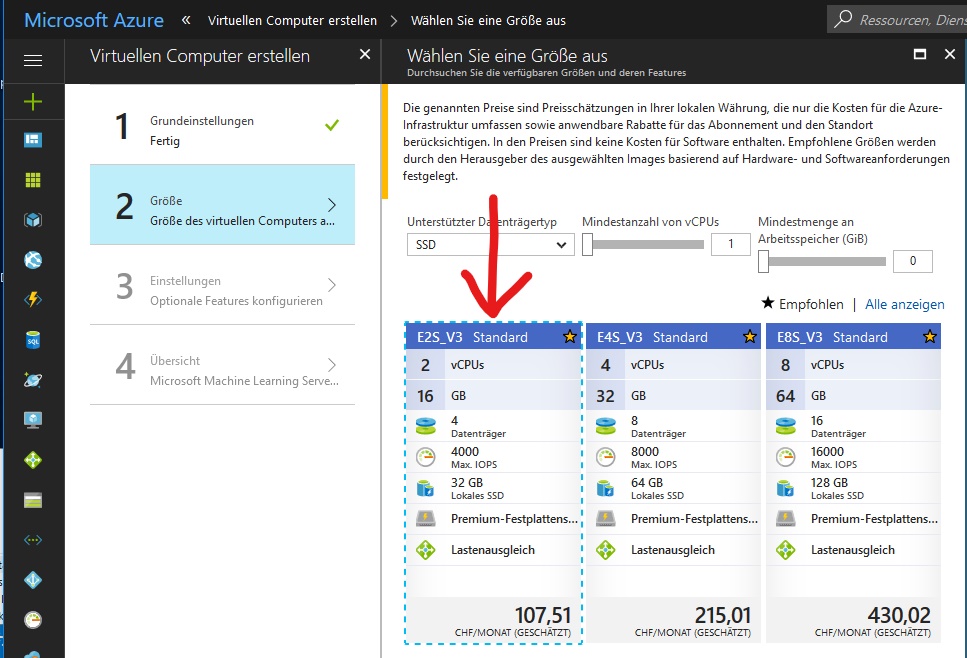 Microsoft Azure « Virtuellen Computer erstellen > Wählen Sie eine Größe aus
Ressourcen, Diens
Virtuellen Computer erstellen
1 Grundeinstellungen
Fertig
2 Größe
Größe des virtuellen Computers a...
3 Einstellungen
Optionale Features konfigurieren
4 Übersicht
Microsoft Machine Learning Serve...
Wählen Sie eine Größe aus
Durchsuchen Sie die verfügbaren Größen und deren Features
Die genannten Preise sind Preisschätzungen in Ihrer lokalen Währung, die nur die Kosten für die Azure-
Infrastruktur umfassen sowie anwendbare Rabatte für das Abonnement und den Standort
berücksichtigen. In den Preisen sind keine Kosten für Software enthalten. Empfohlene Größen werden
durch den Herausgeber des ausgewählten Images basierend auf Hardware- und Softwareanforderungen
festgelegt.
Unterstützter Datenträgertyp
SSD
Mindestanzahl von vCPUs
1
Mindestmenge an
Arbeitsspeicher (GiB)
0
★ Empfohlen | Alle anzeigen
E2S_V3 Standard
2 vCPUs
16 GB
4
Datenträger
4000
Max. IOPS
32 GB
Lokales SSD
Premium-Festplattens...
Lastenausgleich
107,51
CHF/MONAT (GESCHÄTZT)
E4S_V3 Standard
4 vCPUs
32 GB
8
Datenträger
8000
Max. IOPS
64 GB
Lokales SSD
Premium-Festplattens...
Lastenausgleich
215,01
CHF/MONAT (GESCHÄTZT)
E8S_V3 Standard
8 vCPUs
64 GB
16
Datenträger
16000
Max. IOPS
128 GB
Lokales SSD
Premium-Festplattens...
Lastenausgleich
430,02
CHF/MONAT (GESCHÄTZT)
SQL